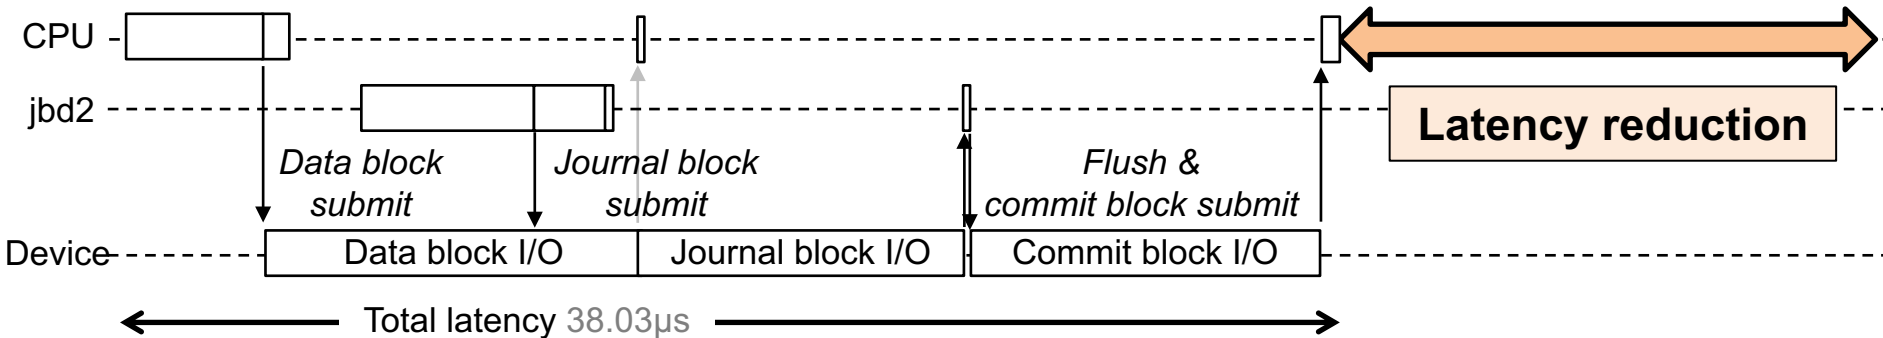 CPU
jbd2
Latency reduction
Data block
submit
Journal block
submit
Flush &
commit block submit
Device
Data block I/O
Journal block I/O
Commit block I/O
Total latency 38.03µs